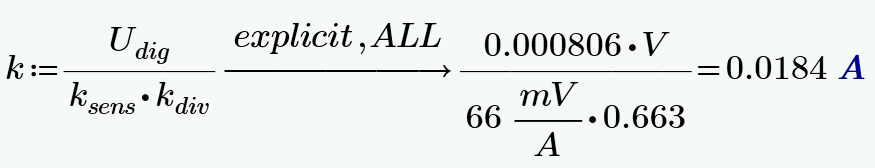 k := U_dig / (k_sens · k_div) explicit , ALL → (0.000806 · V) / (66 mV/A · 0.663) = 0.0184 A